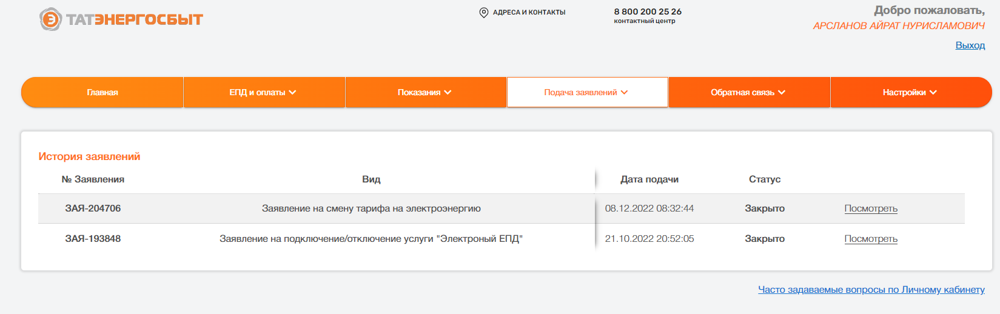 ТАТЭНЕРГОСБЫТ
АДРЕСА И КОНТАКТЫ
8 800 200 25 26
контактный центр
Добро пожаловать,
АРСЛАНОВ АЙРАТ НУРИСЛАМОВИЧ
Выход
Главная ЕПД и оплаты Показания Подача заявлений Обратная связь Настройки
История заявлений
№ Заявления Вид Дата подачи Статус
ЗАЯ-204706 Заявление на смену тарифа на электроэнергию 08.12.2022 08:32:44 Закрыто Посмотреть
ЗАЯ-193848 Заявление на подключение/отключение услуги "Электроный ЕПД" 21.10.2022 20:52:05 Закрыто Посмотреть
Часто задаваемые вопросы по Личному кабинету